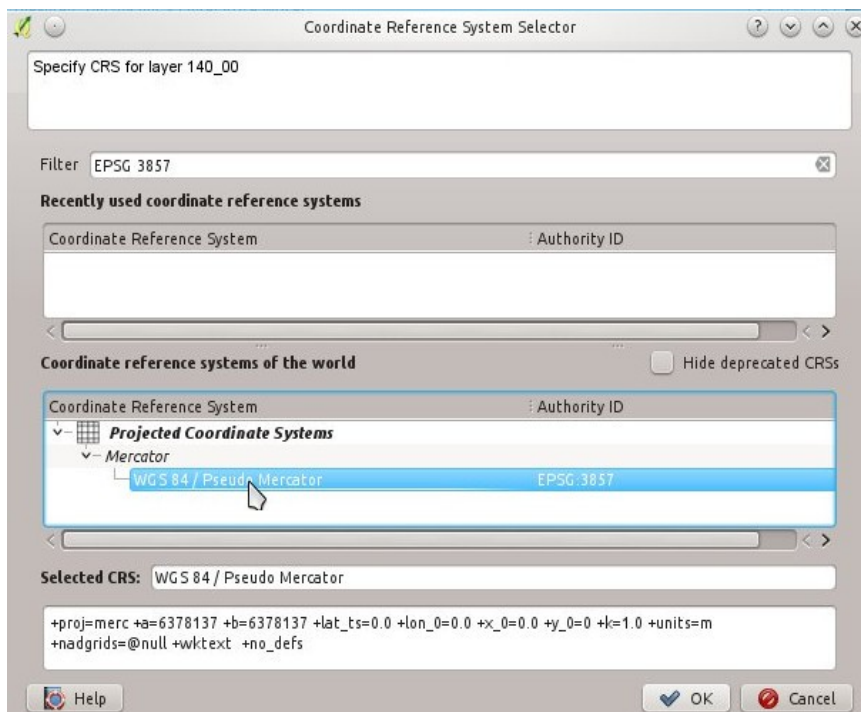 Coordinate Reference System Selector
Specify CRS for layer 140_00
Filter EPSG 3857
Recently used coordinate reference systems
Coordinate Reference System Authority ID
Coordinate reference systems of the world Hide deprecated CRSs
Coordinate Reference System Authority ID
Projected Coordinate Systems
Mercator
WGS 84 / Pseudo Mercator EPSG:3857
Selected CRS: WGS 84 / Pseudo Mercator
+proj=merc +a=6378137 +b=6378137 +lat_ts=0.0 +lon_0=0.0 +x_0=0.0 +y_0=0 +k=1.0 +units=m
+nadgrids=@null +wktext +no_defs
Help OK Cancel